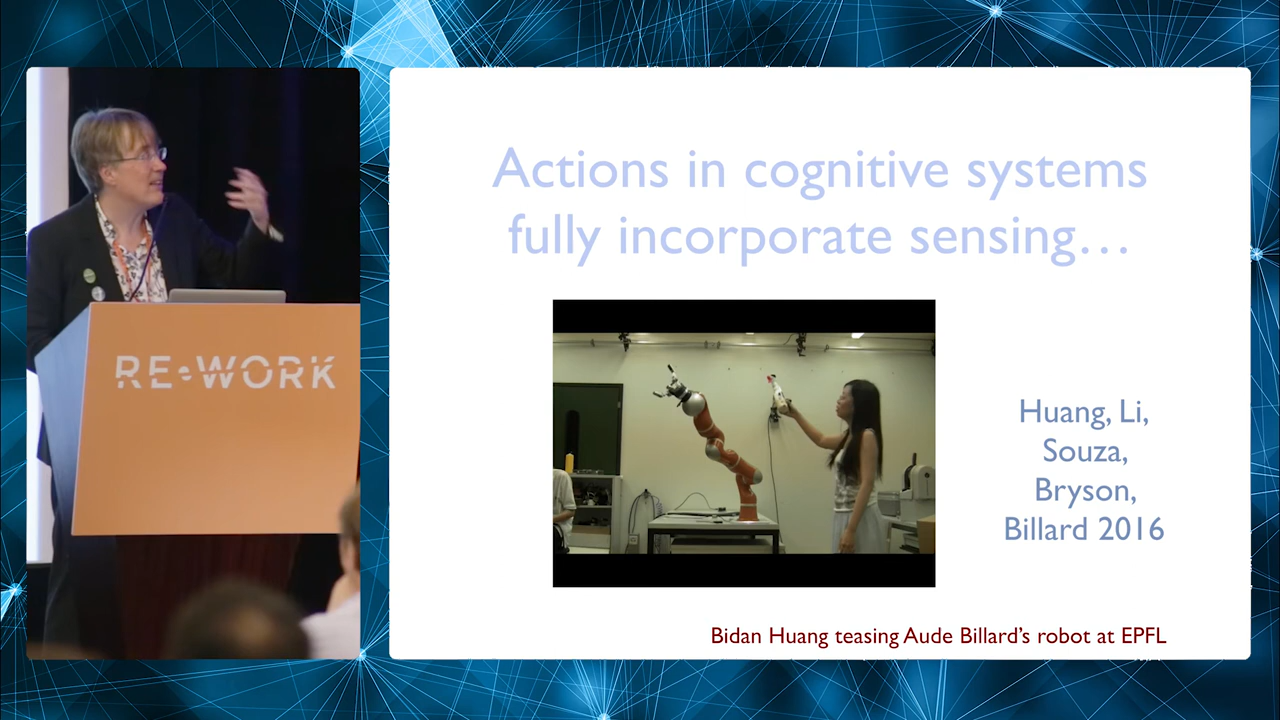 RE•WORK
Actions in cognitive systems
fully incorporate sensing…
Huang, Li,
Souza,
Bryson,
Billard 2016
Bidan Huang teasing Aude Billard's robot at EPFL